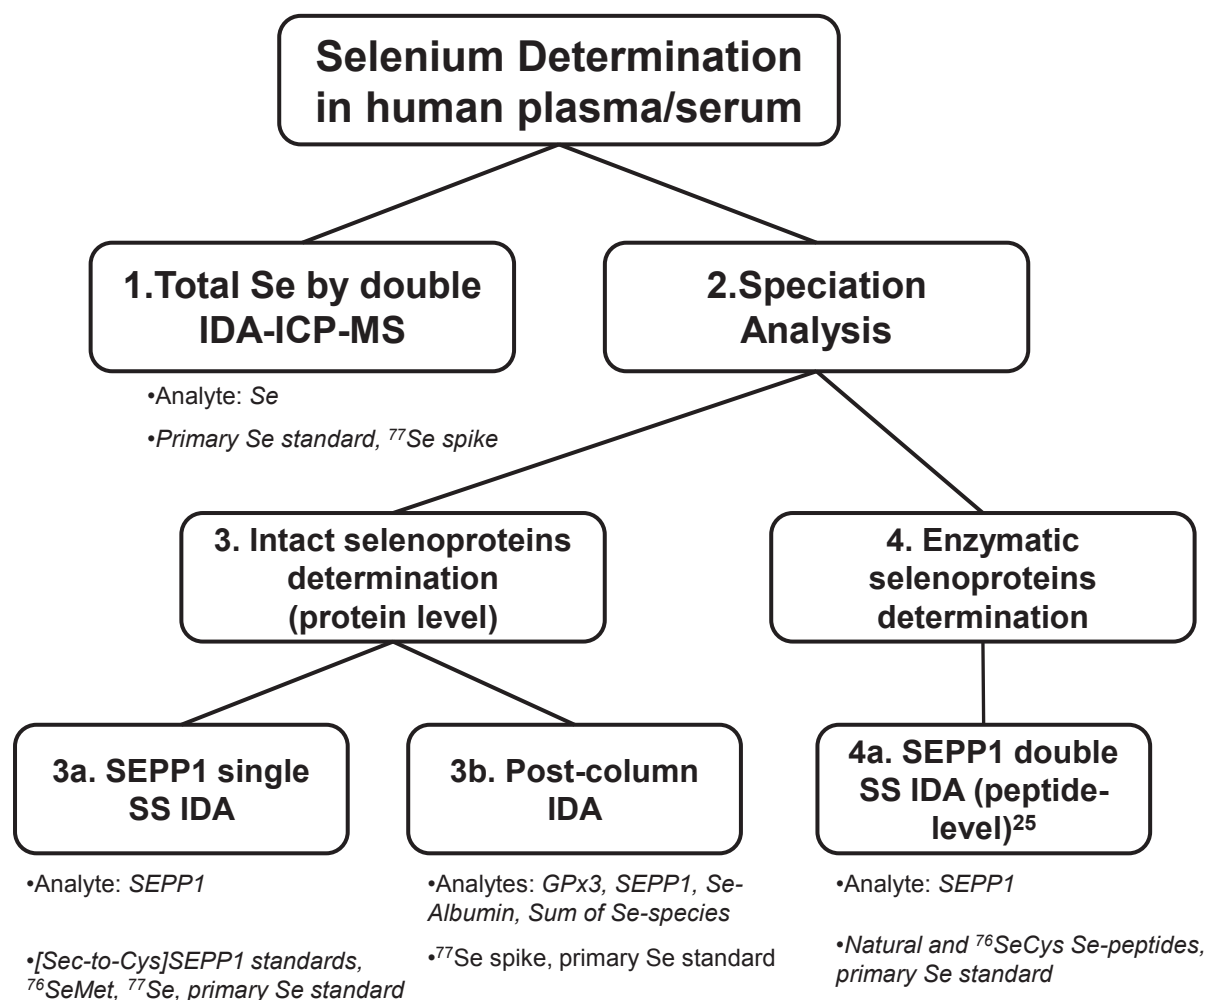 Selenium Determination
in human plasma/serum
1.Total Se by double
IDA-ICP-MS
2.Speciation
Analysis
•Analyte: Se
•Primary Se standard, ⁷⁷Se spike
3. Intact selenoproteins
determination
(protein level)
4. Enzymatic
selenoproteins
determination
3a. SEPP1 single
SS IDA
3b. Post-column
IDA
4a. SEPP1 double
SS IDA (peptide-
level)²⁵
•Analyte: SEPP1
•[Sec-to-Cys]SEPP1 standards,
⁷⁶SeMet, ⁷⁷Se, primary Se standard
•Analytes: GPx3, SEPP1, Se-
Albumin, Sum of Se-species
•⁷⁷Se spike, primary Se standard
•Analyte: SEPP1
•Natural and ⁷⁶SeCys Se-peptides,
primary Se standard